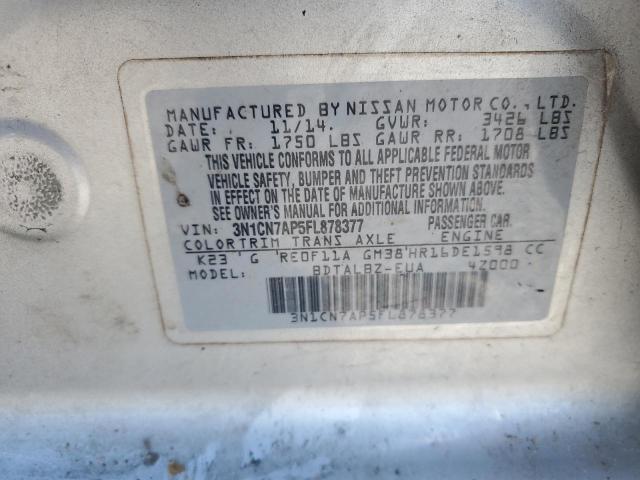 MANUFACTURED BY NISSAN MOTOR CO., LTD.
DATE: 11/14. GVWR: 3426 LBS
GAWR FR: 1750 LBS GAWR RR: 1708 LBS
THIS VEHICLE CONFORMS TO ALL APPLICABLE FEDERAL MOTOR
VEHICLE SAFETY, BUMPER AND THEFT PREVENTION STANDARDS
IN EFFECT ON THE DATE OF MANUFACTURE SHOWN ABOVE.
SEE OWNER'S MANUAL FOR ADDITIONAL INFORMATION.
VIN: 3N1CN7AP5FL878377 PASSENGER CAR.
COLOR TRIM TRANS AXLE ENGINE
K23 G RE0F11A GM38 HR16DE1598 CC
BDTALBZ-EUA 4Z000
3N1CN7AP5FL878377